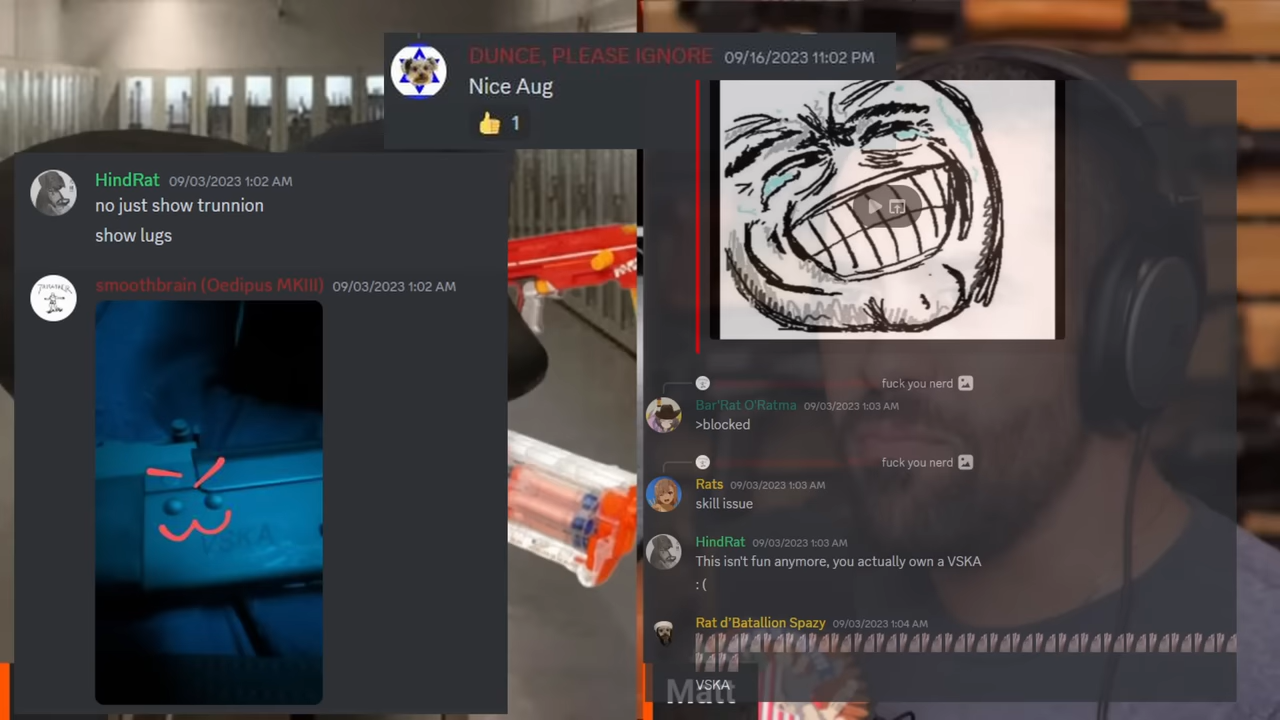 DUNCE, PLEASE IGNORE 09/16/2023 11:02 PM
Nice Aug
👍 1
HindRat 09/03/2023 1:02 AM
no just show trunnion
show lugs
smoothbrain (Oedipus MKIII) 09/03/2023 1:02 AM
VSKA
fuck you nerd
Bar'Rat O'Ratma 09/03/2023 1:03 AM
>blocked
fuck you nerd
Rats 09/03/2023 1:03 AM
skill issue
HindRat 09/03/2023 1:03 AM
This isn't fun anymore, you actually own a VSKA
: (
Rat d'Batallion Spazy 09/03/2023 1:04 AM
VSKA
Matt